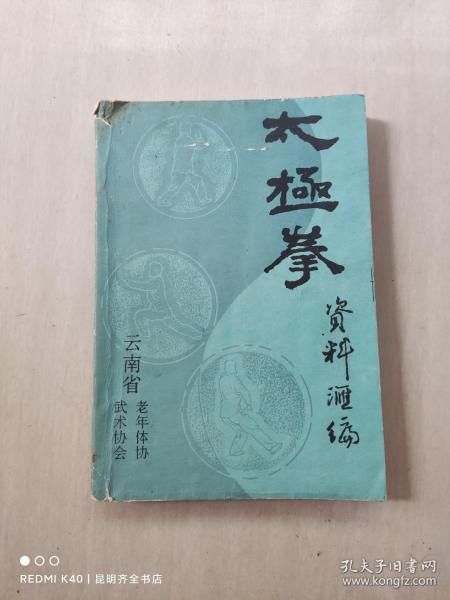 太極拳
資料滙编
云南省
老年体协
武术协会
REDMI K40 | 昆明齐全书店
孔夫子旧书网
www.kongfz.com